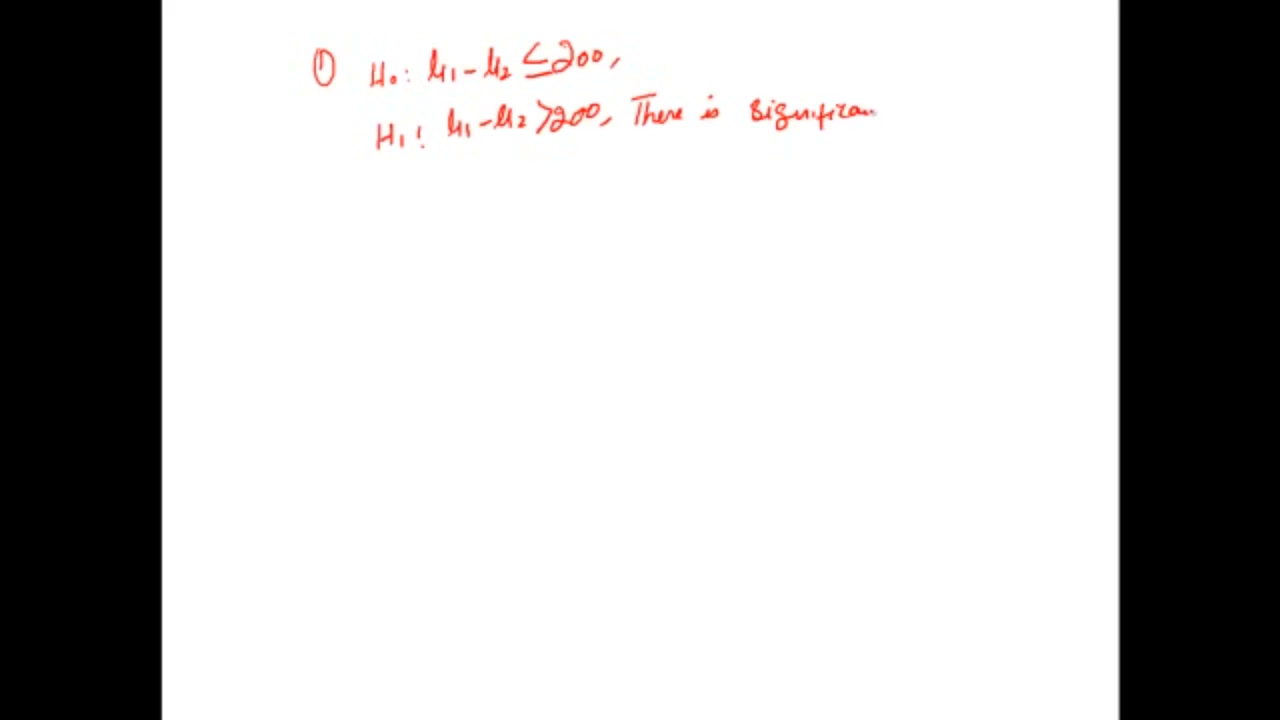 ① H₀: μ₁-μ₂ ≤200,
H₁: μ₁-μ₂ >200, There is Significan